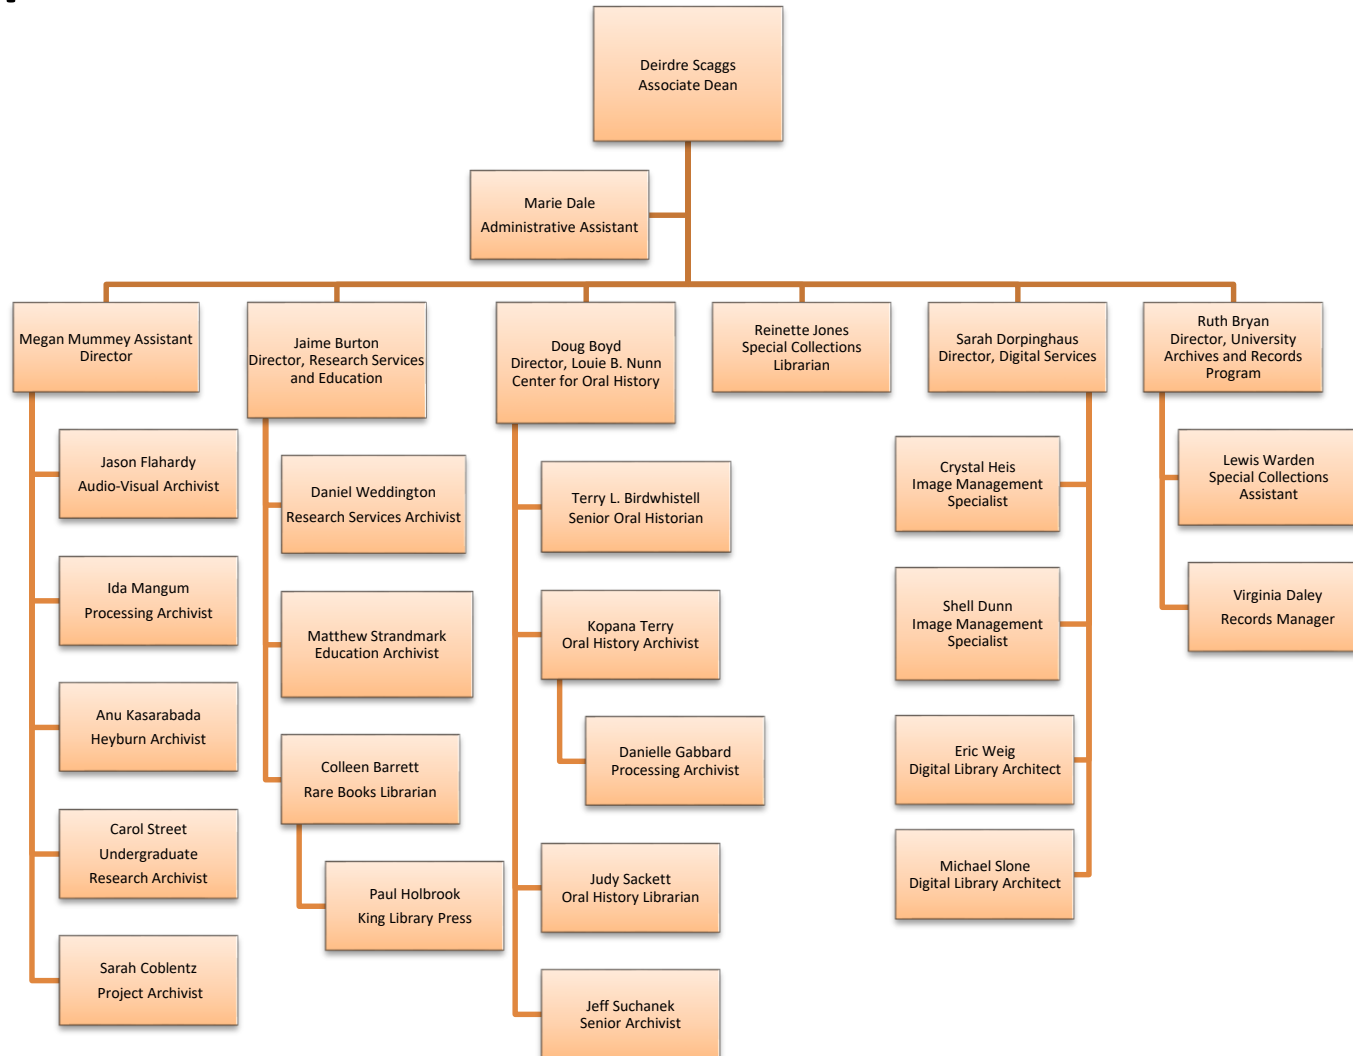 Deirdre Scaggs
Associate Dean
Marie Dale
Administrative Assistant
Megan Mummey Assistant
Director
Jason Flahardy
Audio-Visual Archivist
Ida Mangum
Processing Archivist
Anu Kasarabada
Heyburn Archivist
Carol Street
Undergraduate
Research Archivist
Sarah Coblentz
Project Archivist
Jaime Burton
Director, Research Services
and Education
Daniel Weddington
Research Services Archivist
Matthew Strandmark
Education Archivist
Colleen Barrett
Rare Books Librarian
Paul Holbrook
King Library Press
Doug Boyd
Director, Louie B. Nunn
Center for Oral History
Terry L. Birdwhistell
Senior Oral Historian
Kopana Terry
Oral History Archivist
Danielle Gabbard
Processing Archivist
Judy Sackett
Oral History Librarian
Jeff Suchanek
Senior Archivist
Reinette Jones
Special Collections
Librarian
Sarah Dorpinghaus
Director, Digital Services
Crystal Heis
Image Management
Specialist
Shell Dunn
Image Management
Specialist
Eric Weig
Digital Library Architect
Michael Slone
Digital Library Architect
Ruth Bryan
Director, University
Archives and Records
Program
Lewis Warden
Special Collections
Assistant
Virginia Daley
Records Manager